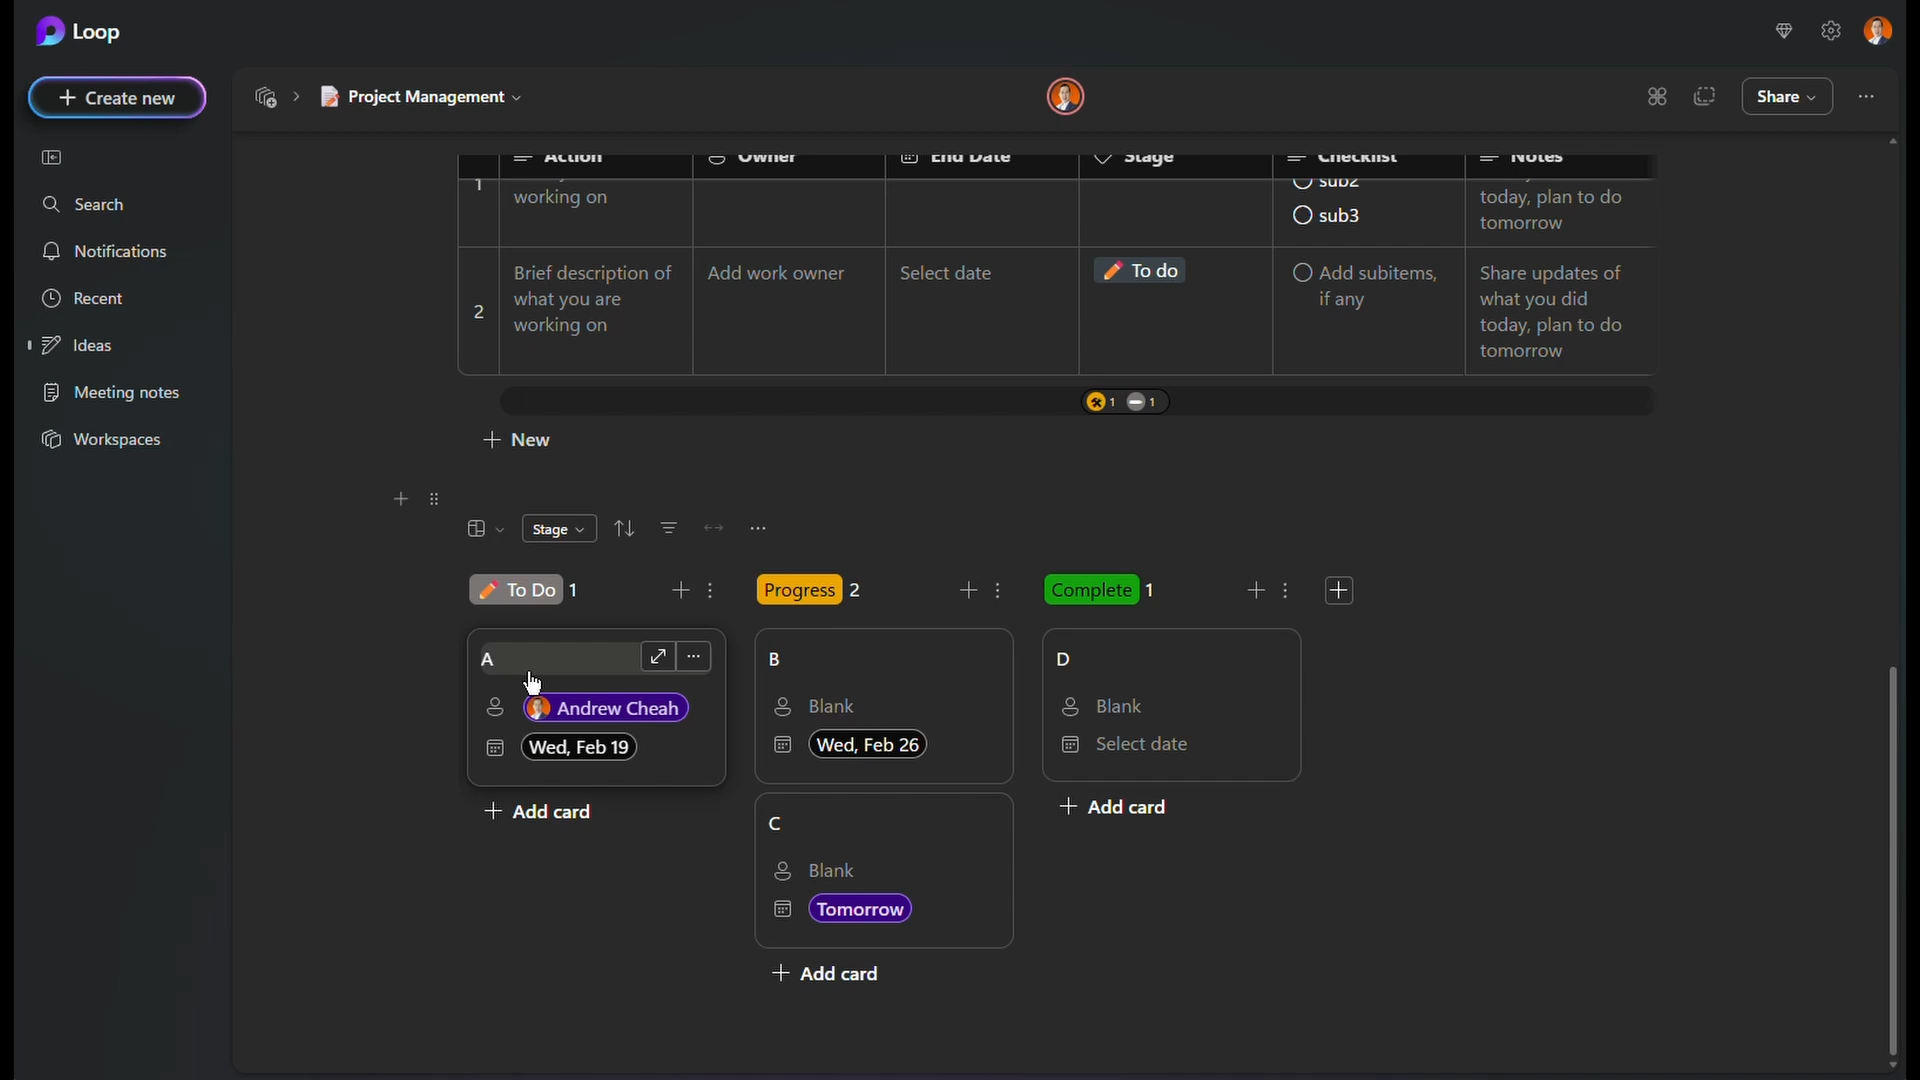 Loop
Create new
Project Management
Share
Search
Notifications
Recent
Ideas
Meeting notes
Workspaces
Action Owner End Date Stage Checklist Notes
1
working on
sub2
sub3
today, plan to do
tomorrow
2
Brief description of
what you are
working on
Add work owner
Select date
To do
Add subitems,
if any
Share updates of
what you did
today, plan to do
tomorrow
1 1
New
Stage
To Do 1
Progress 2
Complete 1
A
Andrew Cheah
Wed, Feb 19
Add card
B
Blank
Wed, Feb 26
C
Blank
Tomorrow
Add card
D
Blank
Select date
Add card